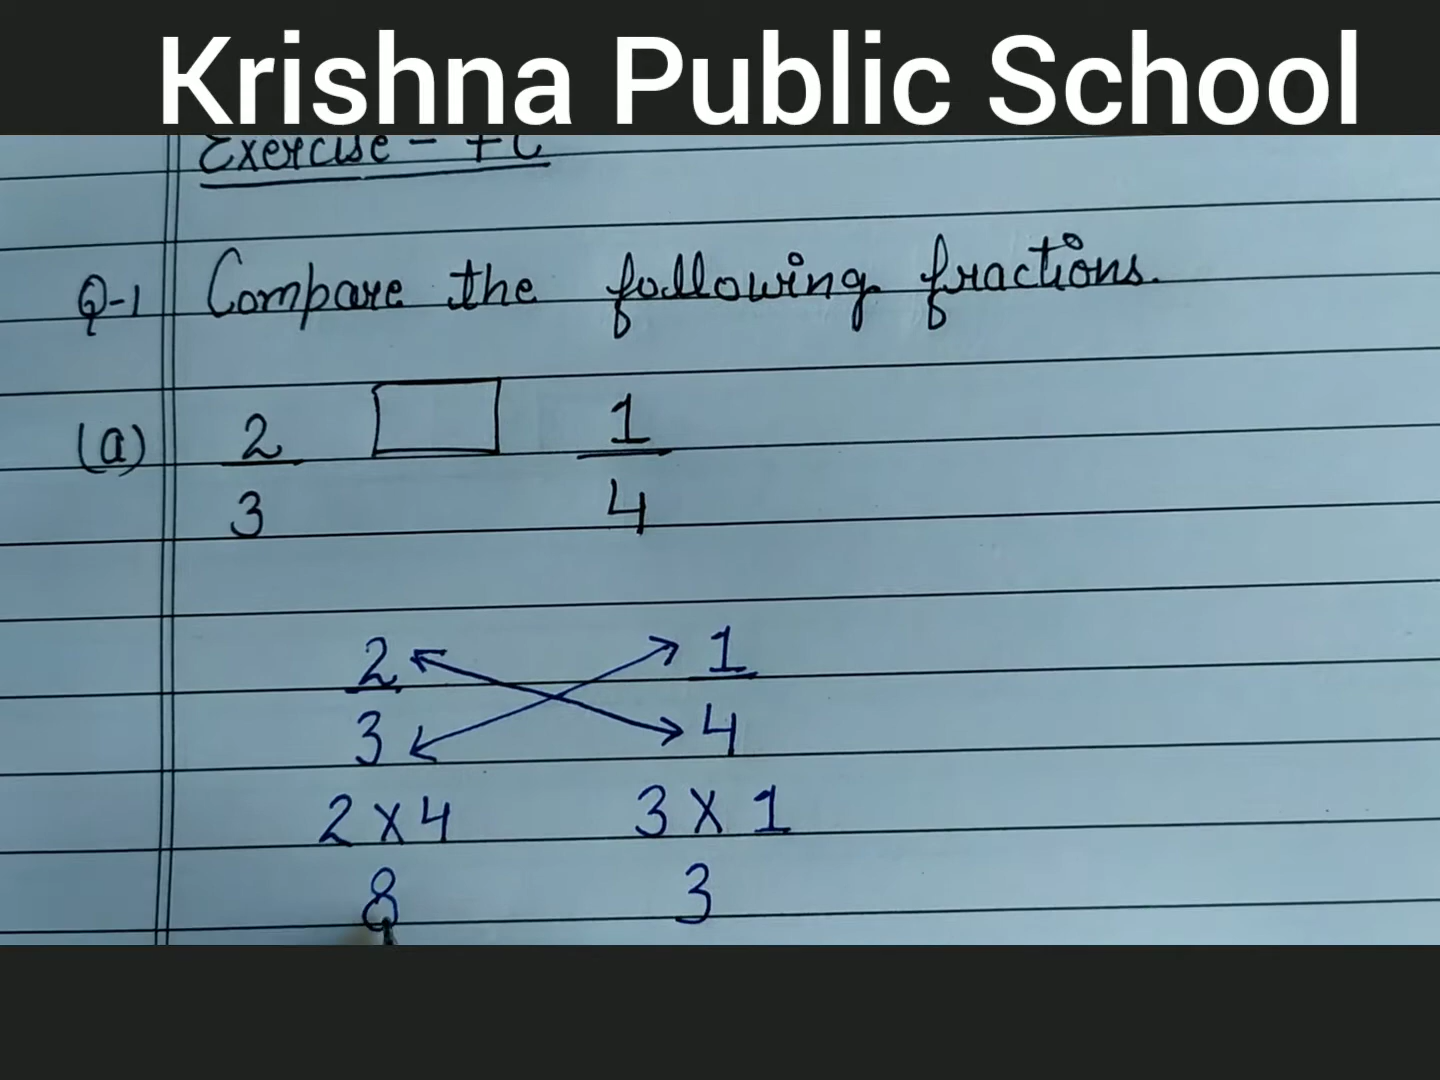 Krishna Public School
Exercise -
Q-1 Compare the following fractions.
(a) 2/3 □ 1/4
2 1
3 4
2 x 4 3 x 1
8 3